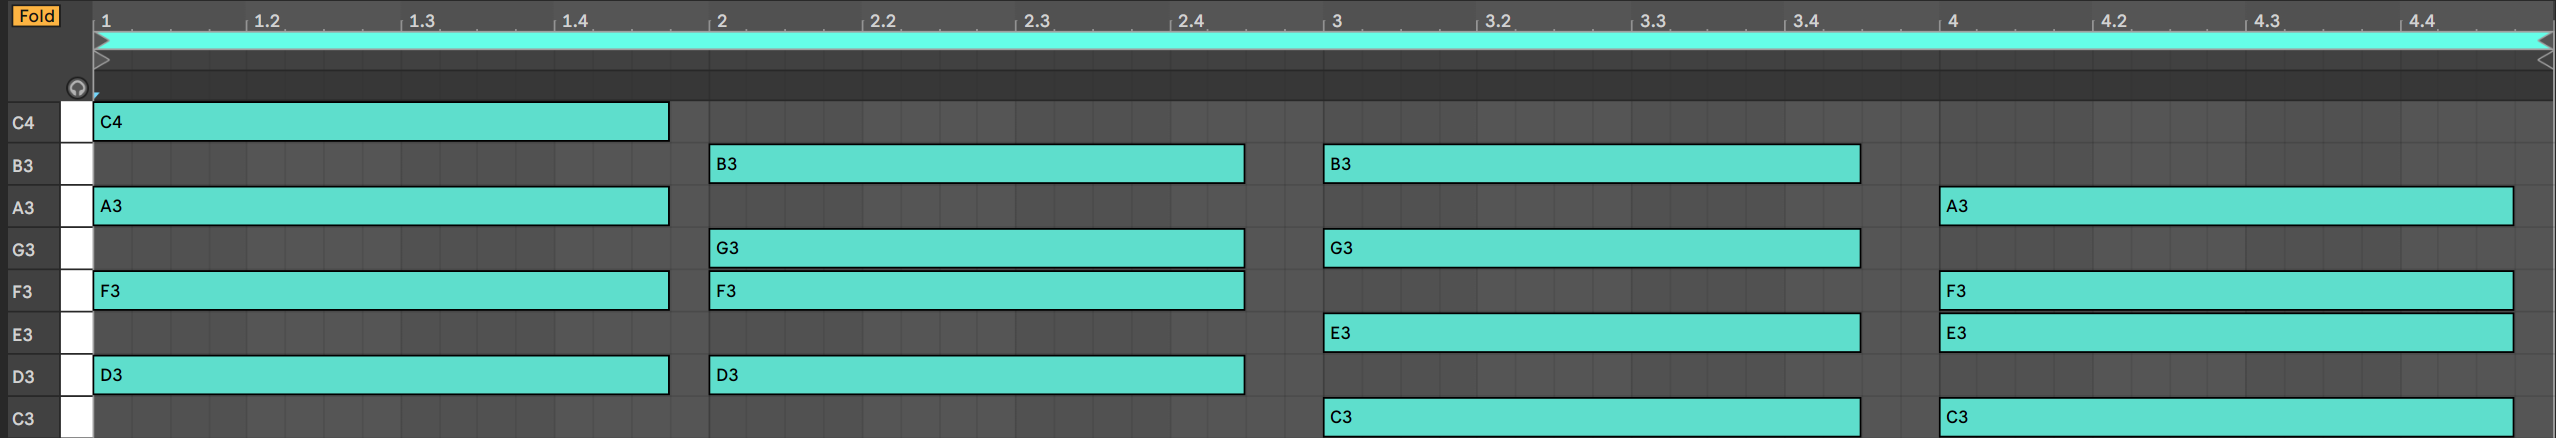 Fold 1 1.2 1.3 1.4 2 2.2 2.3 2.4 3 3.2 3.3 3.4 4 4.2 4.3 4.4
C4 C4
B3 B3 B3
A3 A3 A3
G3 G3 G3
F3 F3 F3 F3
E3 E3 E3
D3 D3 D3
C3 C3 C3